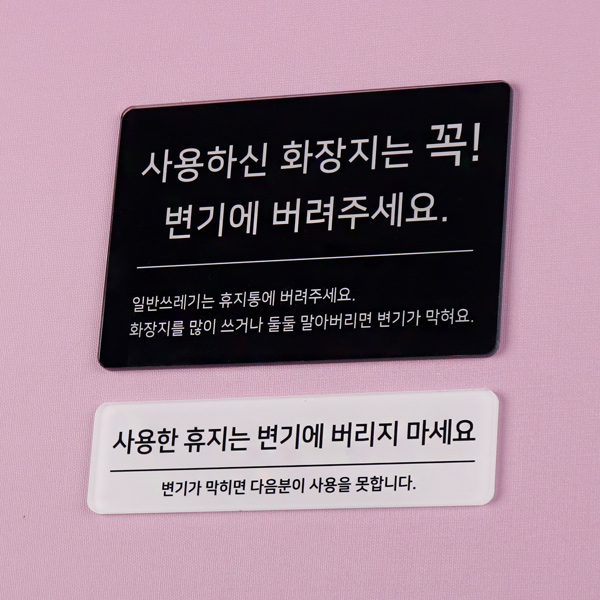 사용하신 화장지는 꼭!
변기에 버려주세요.
일반쓰레기는 휴지통에 버려주세요.
화장지를 많이 쓰거나 둘둘 말아버리면 변기가 막혀요.
사용한 휴지는 변기에 버리지 마세요
변기가 막히면 다음분이 사용을 못합니다.